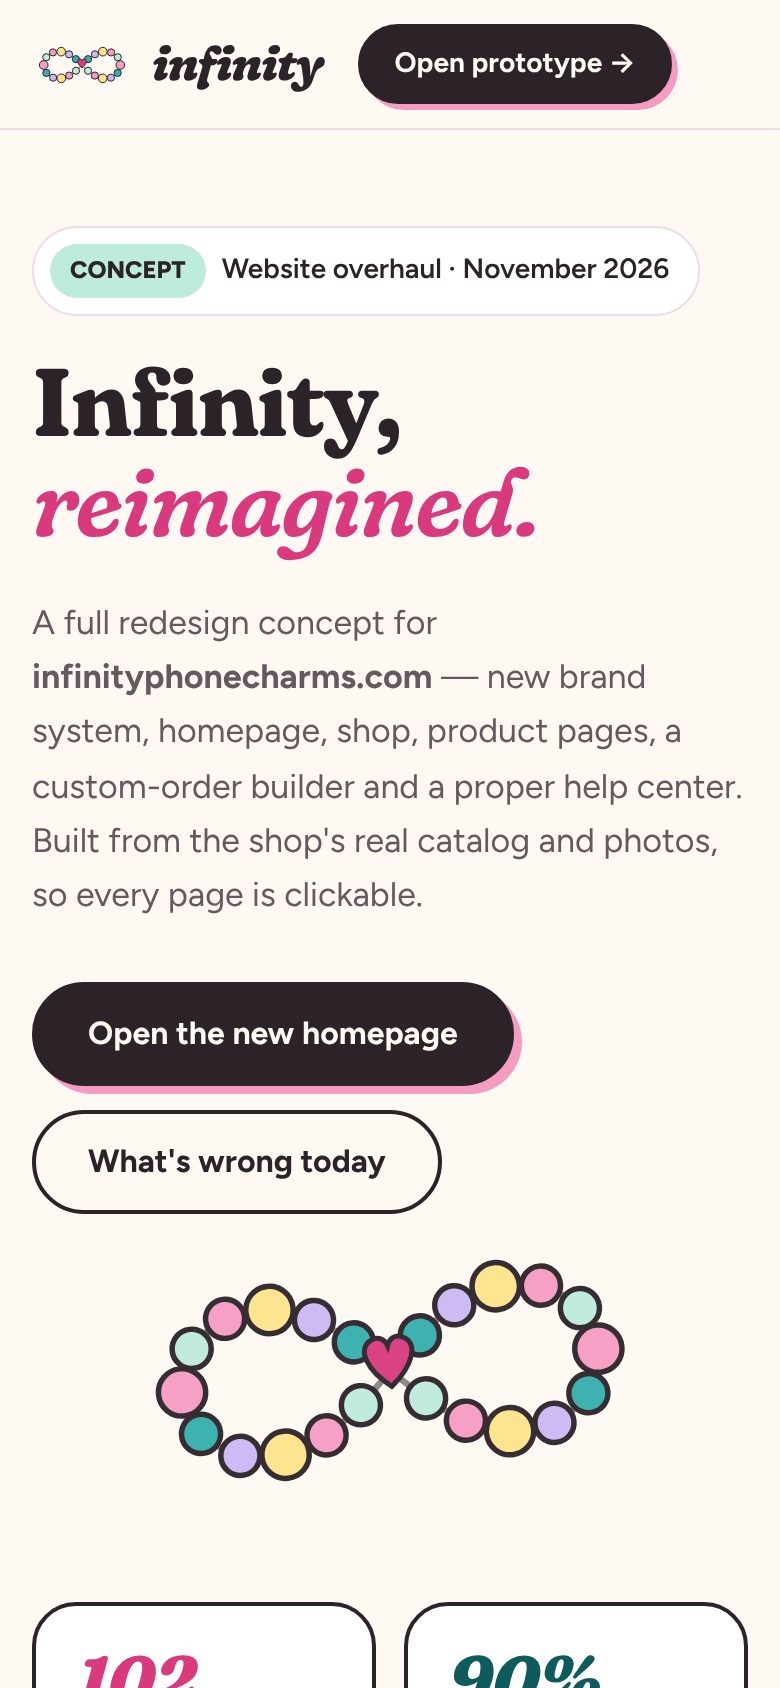 infinity
Open prototype →
CONCEPT Website overhaul · November 2026
Infinity,
reimagined.
A full redesign concept for
infinityphonecharms.com — new brand
system, homepage, shop, product pages, a
custom-order builder and a proper help center.
Built from the shop's real catalog and photos,
so every page is clickable.
Open the new homepage
What's wrong today
102
90%